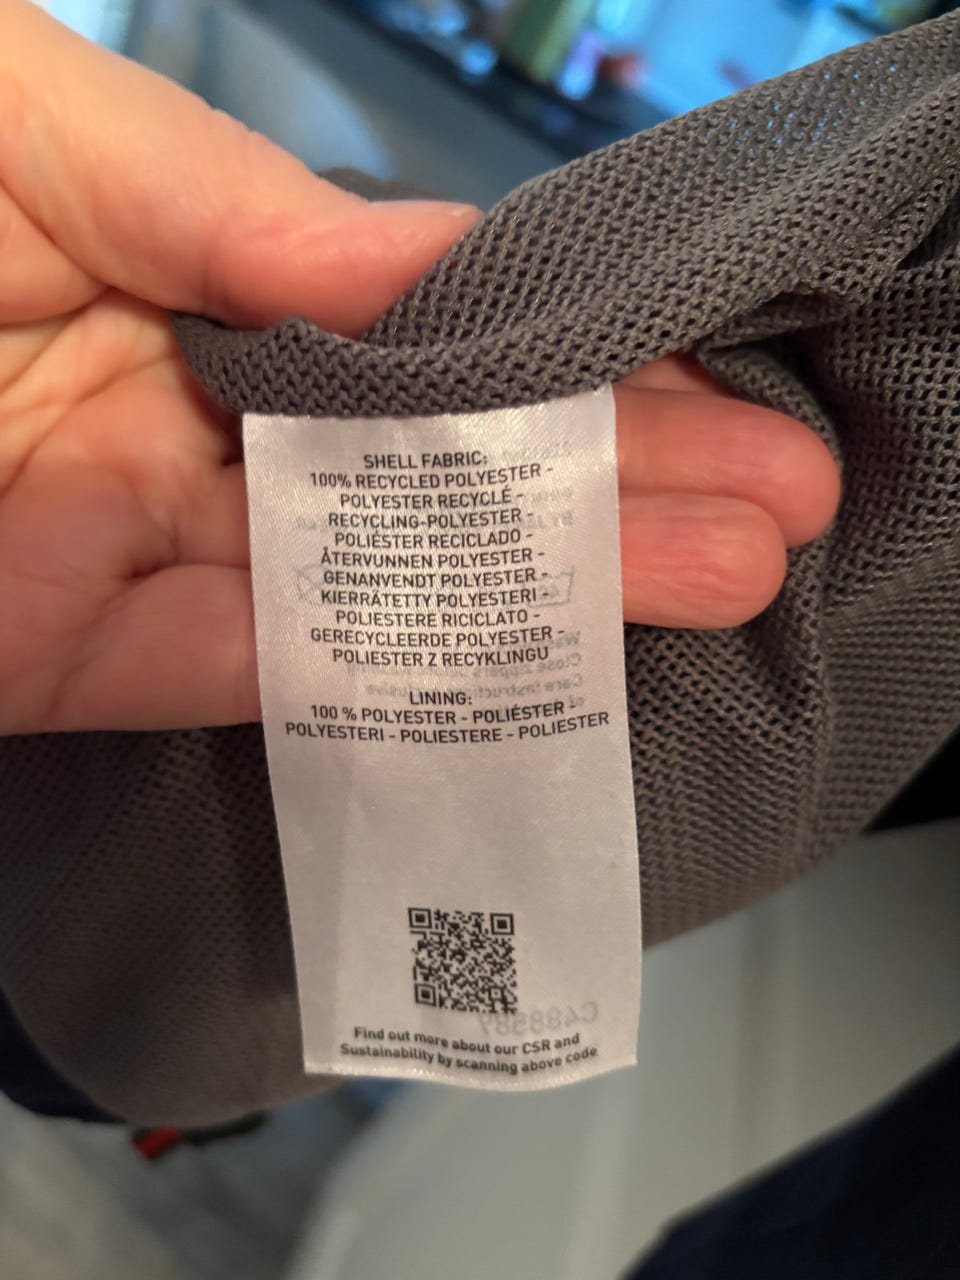 SHELL FABRIC:
100% RECYCLED POLYESTER -
POLYESTER RECYCLÉ -
RECYCLING-POLYESTER -
POLIÉSTER RECICLADO -
ÅTERVUNNEN POLYESTER -
GENANVENDT POLYESTER -
KIERRÄTETTY POLYESTERI -
POLIESTERE RICICLATO -
GERECYCLEERDE POLYESTER -
POLIESTER Z RECYKLINGU
LINING:
100 % POLYESTER - POLIÉSTER -
POLYESTERI - POLIESTERE - POLIESTER
Find out more about our CSR and
Sustainability by scanning above code